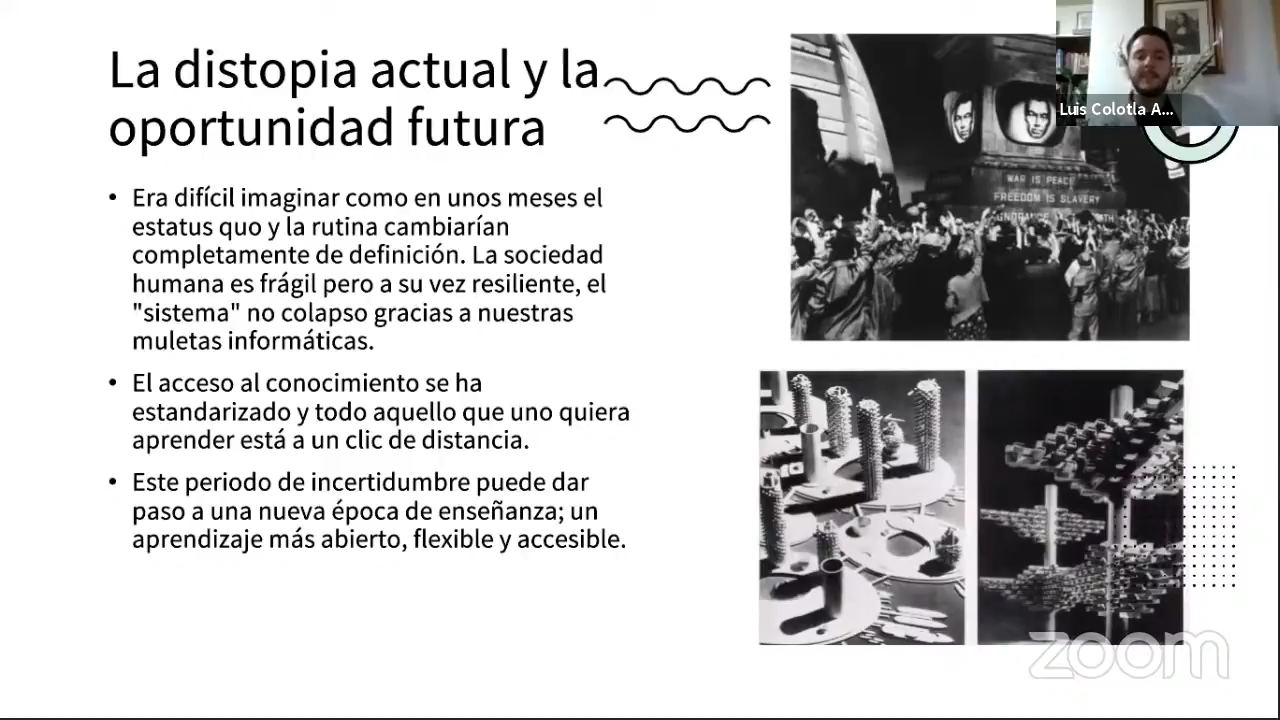 La distopia actual y la
oportunidad futura
• Era difícil imaginar como en unos meses el
estatus quo y la rutina cambiarían
completamente de definición. La sociedad
humana es frágil pero a su vez resiliente, el
"sistema" no colapso gracias a nuestras
muletas informáticas.
• El acceso al conocimiento se ha
estandarizado y todo aquello que uno quiera
aprender está a un clic de distancia.
• Este periodo de incertidumbre puede dar
paso a una nueva época de enseñanza; un
aprendizaje más abierto, flexible y accesible.
Luis Colotla A...
WAR IS PEACE
FREEDOM IS SLAVERY
zoom